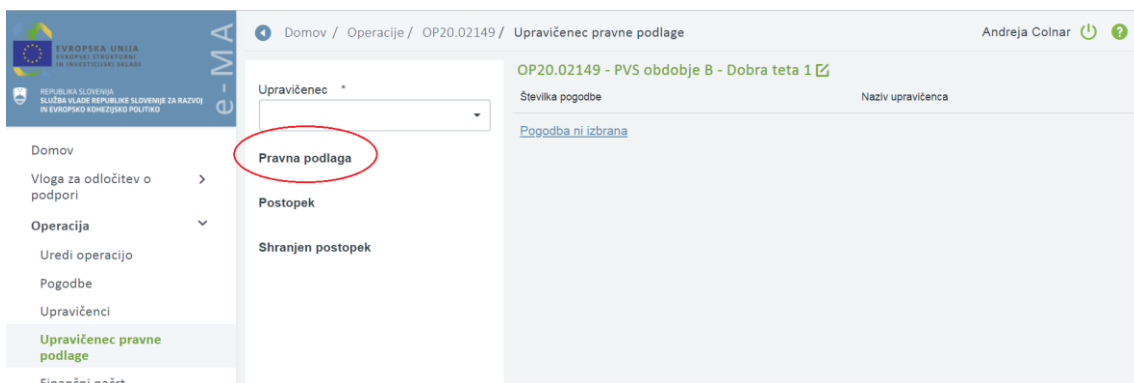 EVROPSKA UNIJA
EVROPSKI STRUKTURNI
IN INVESTICIJSKI SKLADI
REPUBLIKA SLOVENIJA
SLUŽBA VLADE REPUBLIKE SLOVENIJE ZA RAZVOJ
IN EVROPSKO KOHEZIJSKO POLITIKO
e-MA
Domov / Operacije / OP20.02149 / Upravičenec pravne podlage
Andreja Colnar
Domov
Vloga za odločitev o
podpori
Operacija
Uredi operacijo
Pogodbe
Upravičenci
Upravičenec pravne
podlage
Finančni načrt
Upravičenec *
Pravna podlaga
Postopek
Shranjen postopek
OP20.02149 - PVS obdobje B - Dobra teta 1
Številka pogodbe Naziv upravičenca
Pogodba ni izbrana